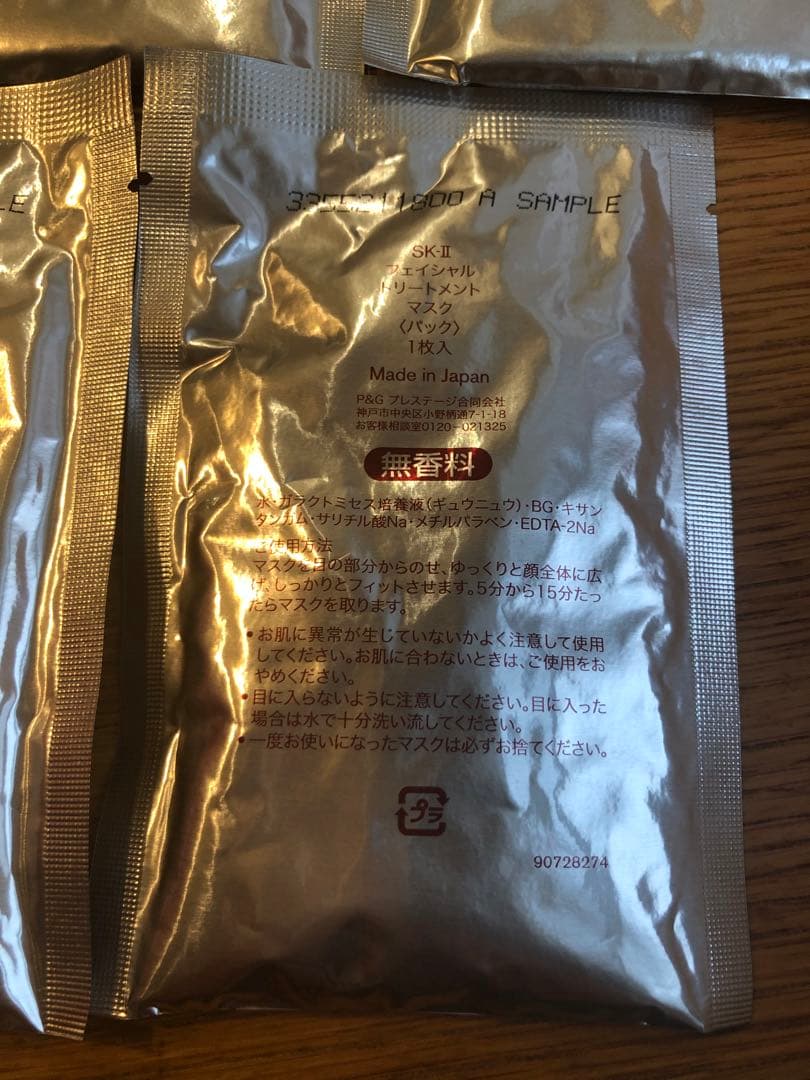 LE
3355211800 A SAMPLE
SK-II
フェイシャル
トリートメント
マスク
〈パック〉
1枚入
Made in Japan
P&G プレステージ合同会社
神戸市中央区小野柄通7-1-18
お客様相談室0120-021325
無香料
水・ガラクトミセス培養液(ギュウニュウ)・BG・キサン
タンガム・サリチル酸Na・メチルパラベン・EDTA-2Na
ご使用方法
マスクを目の部分からのせ、ゆっくりと顔全体に広
げ、しっかりとフィットさせます。5分から15分たっ
たらマスクを取ります。
•お肌に異常が生じていないかよく注意して使用
してください。お肌に合わないときは、ご使用をお
やめください。
•目に入らないように注意してください。目に入った
場合は水で十分洗い流してください。
•一度お使いになったマスクは必ずお捨てください。
プラ
90728274